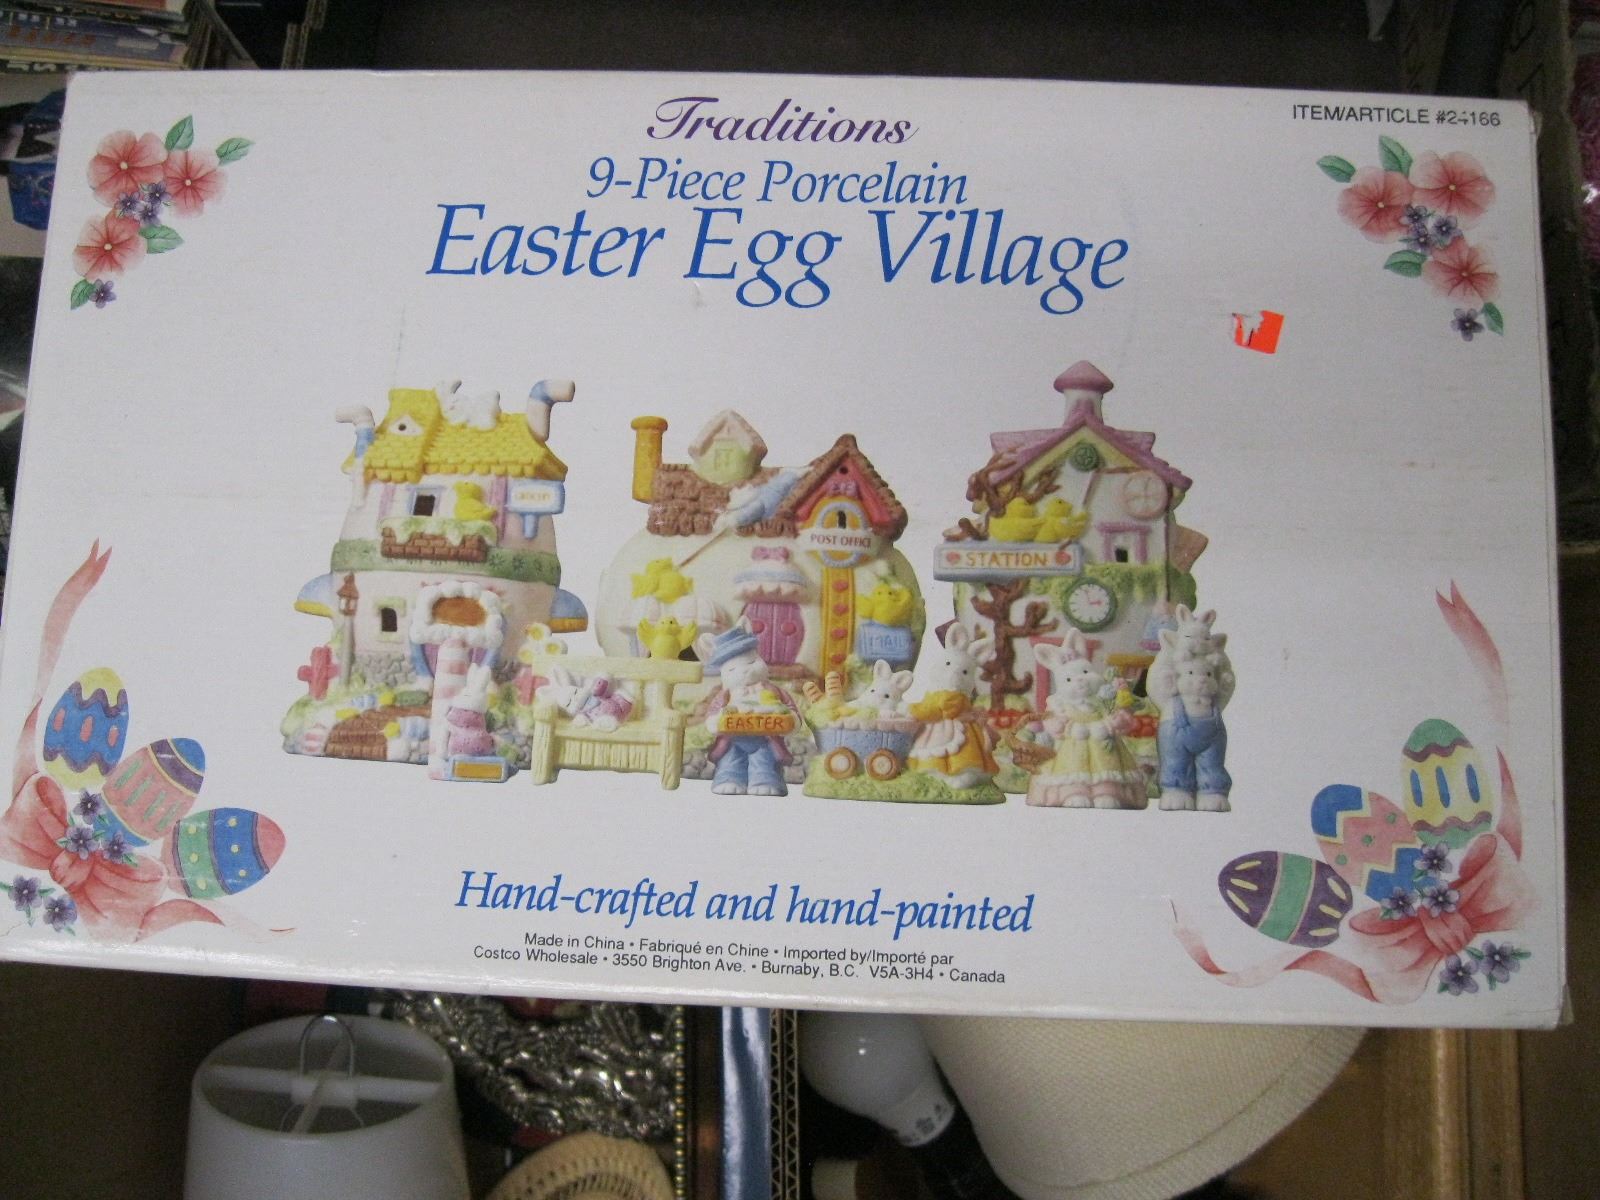 ITEM/ARTICLE #24166
Traditions
9-Piece Porcelain
Easter Egg Village
POST OFFICE
STATION
MAIL
EASTER
Hand-crafted and hand-painted
Made in China • Fabriqué en Chine • Imported by/Importé par
Costco Wholesale • 3550 Brighton Ave. • Burnaby, B.C. V5A-3H4 • Canada